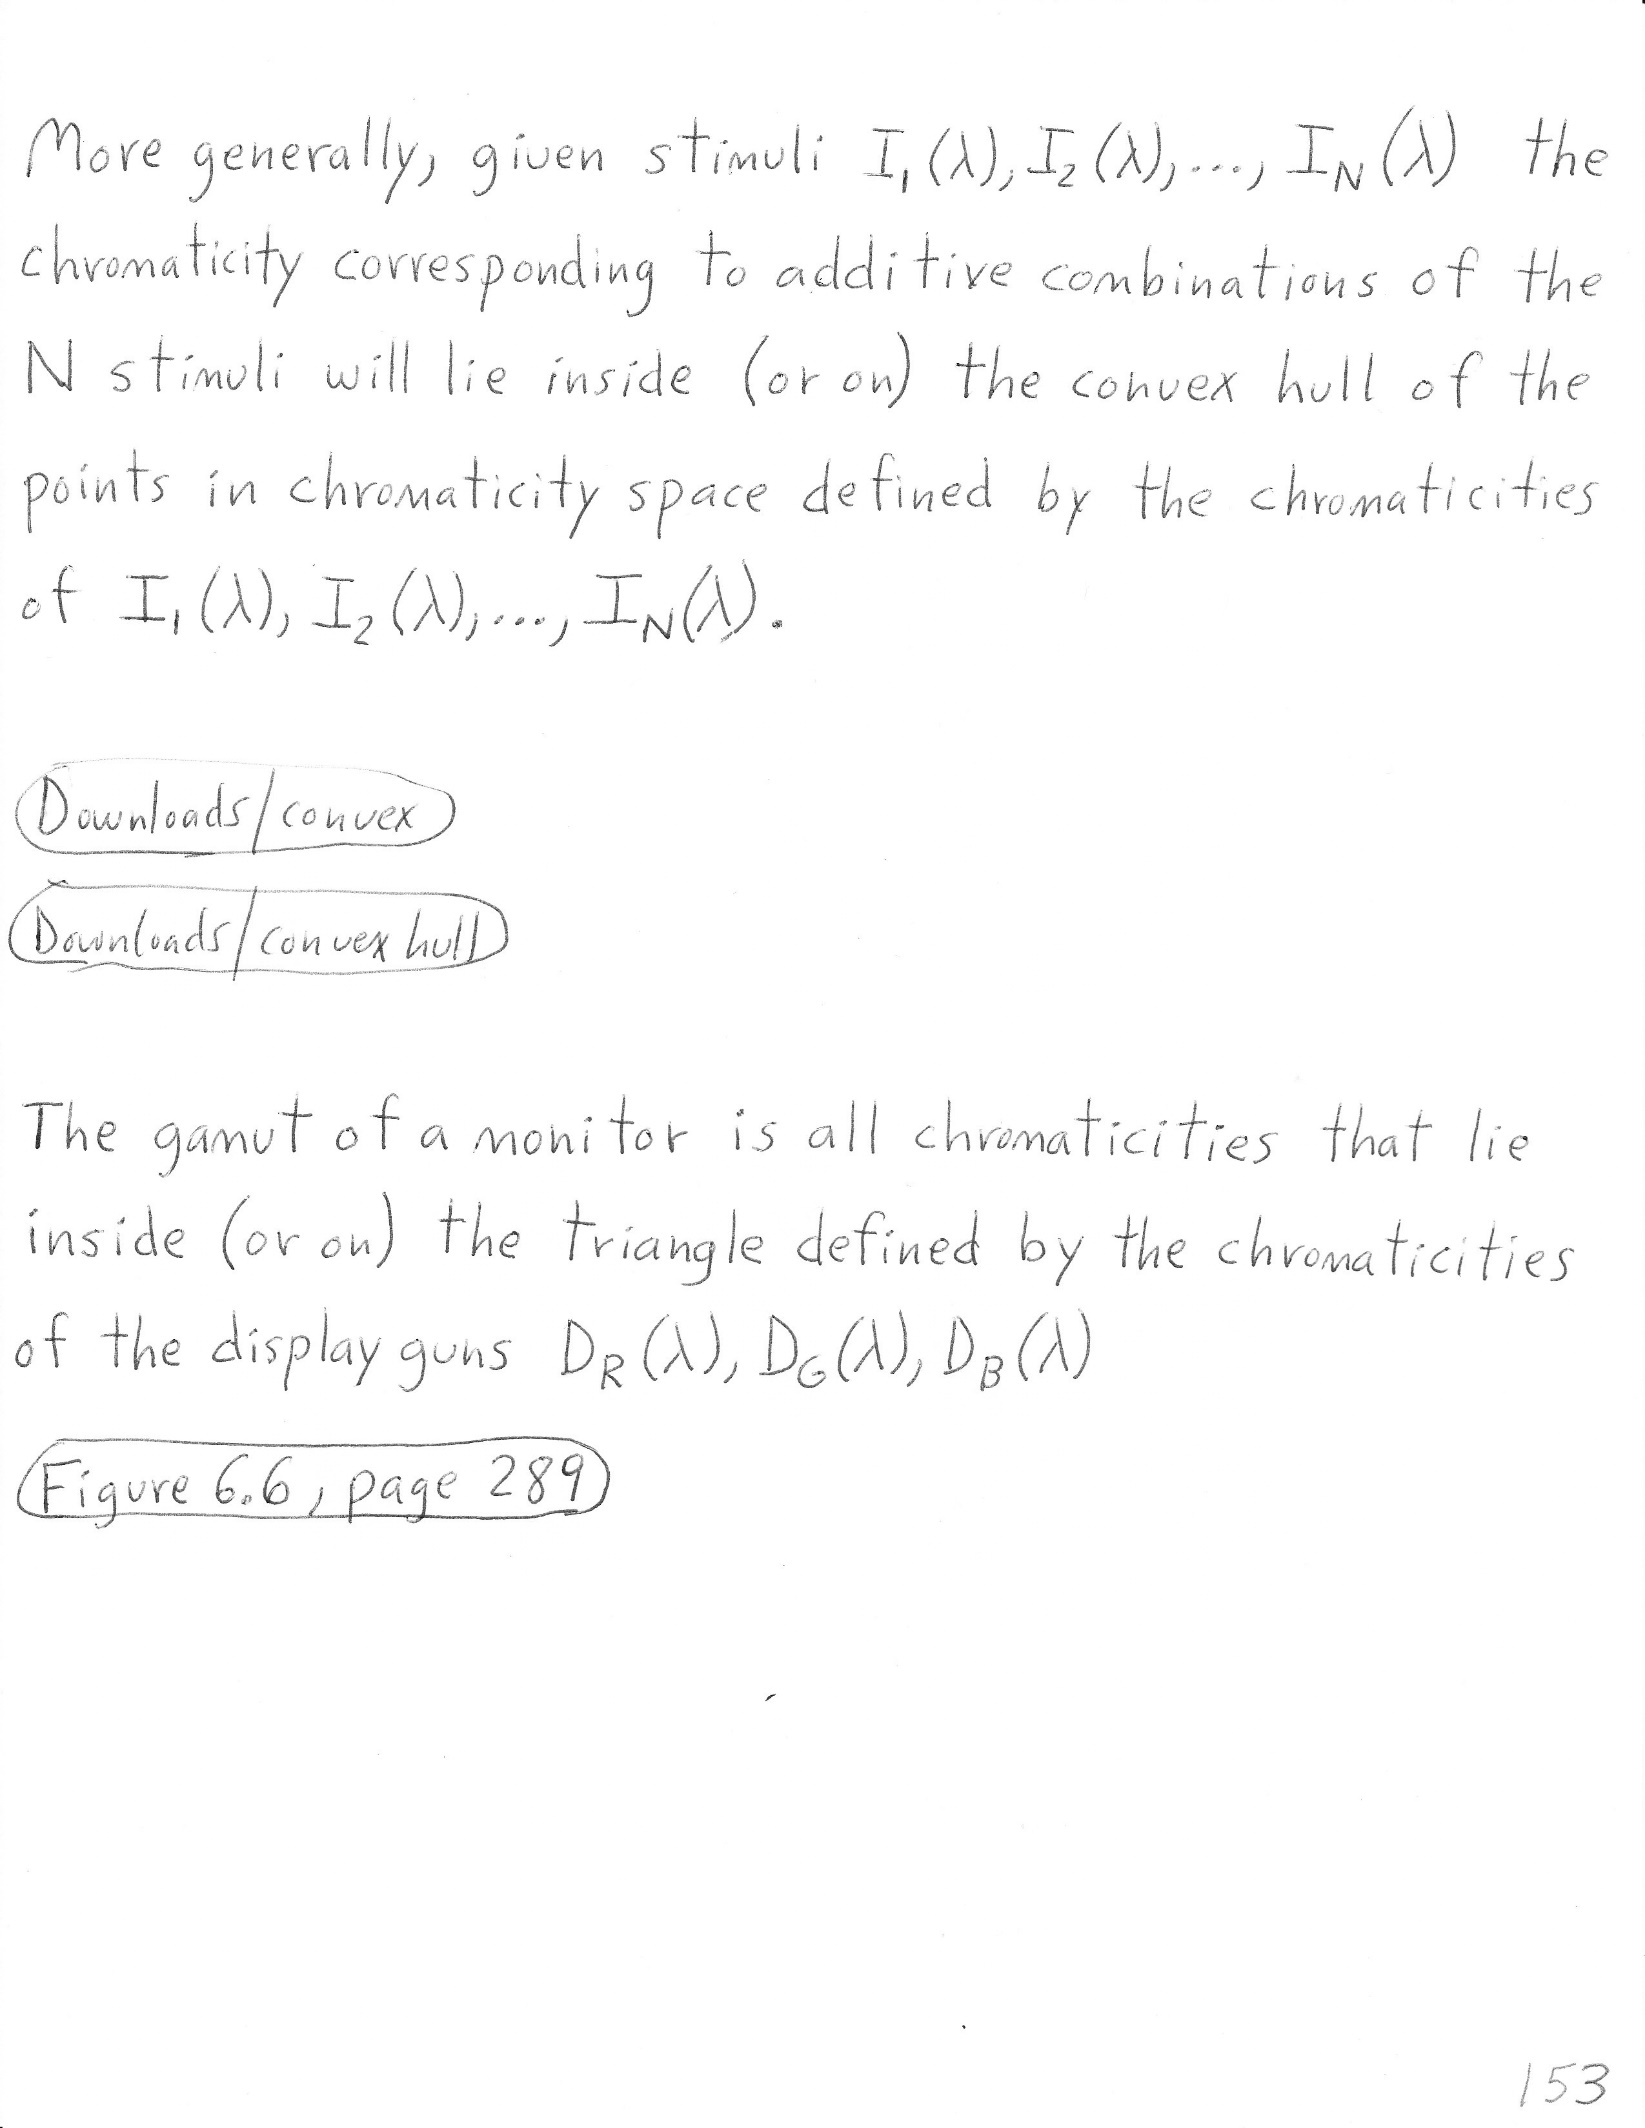 More generally, given stimuli I₁(λ), I₂(λ), ..., I_N(λ) the
chromaticity corresponding to additive combinations of the
N stimuli will lie inside (or on) the convex hull of the
points in chromaticity space defined by the chromaticities
of I₁(λ), I₂(λ), ..., I_N(λ).
Downloads/convex
Downloads/convex hull
The gamut of a monitor is all chromaticities that lie
inside (or on) the triangle defined by the chromaticities
of the display guns D_R(λ), D_G(λ), D_B(λ)
Figure 6.6, page 289
153